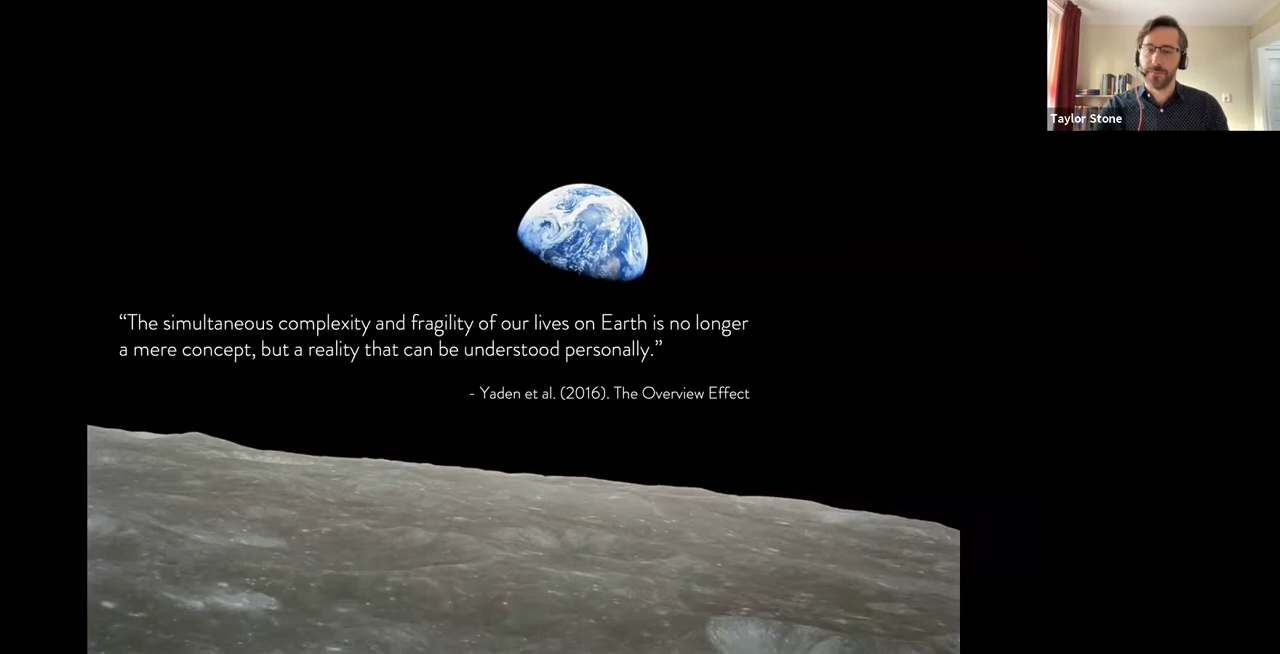 Taylor Stone
“The simultaneous complexity and fragility of our lives on Earth is no longer
a mere concept, but a reality that can be understood personally.”
- Yaden et al. (2016). The Overview Effect